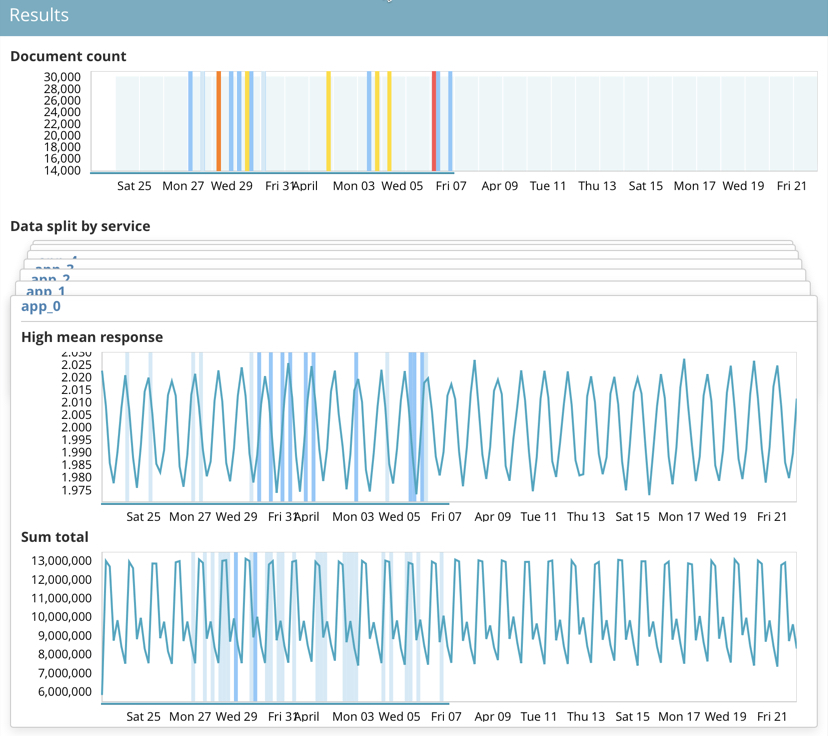 Results
Document count
30,000
28,000
26,000
24,000
22,000
20,000
18,000
16,000
14,000
Sat 25 Mon 27 Wed 29 Fri 31 April Mon 03 Wed 05 Fri 07 Apr 09 Tue 11 Thu 13 Sat 15 Mon 17 Wed 19 Fri 21
Data split by service
app_4
app_3
app_2
app_1
app_0
High mean response
2.030
2.025
2.020
2.015
2.010
2.005
2.000
1.995
1.990
1.985
1.980
1.975
Sat 25 Mon 27 Wed 29 Fri 31 April Mon 03 Wed 05 Fri 07 Apr 09 Tue 11 Thu 13 Sat 15 Mon 17 Wed 19 Fri 21
Sum total
13,000,000
12,000,000
11,000,000
10,000,000
9,000,000
8,000,000
7,000,000
6,000,000
Sat 25 Mon 27 Wed 29 Fri 31 April Mon 03 Wed 05 Fri 07 Apr 09 Tue 11 Thu 13 Sat 15 Mon 17 Wed 19 Fri 21